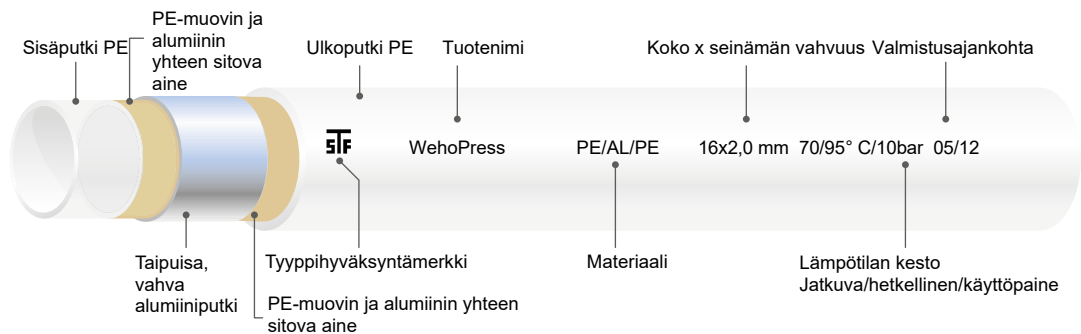 PE-muovin ja
alumiinin
yhteen sitova
aine
Sisäputki PE
Ulkoputki PE
Tuotenimi
Koko x seinämän vahvuus
Valmistusajankohta
STF
WehoPress
PE/AL/PE
16x2,0 mm
70/95° C/10bar
05/12
Taipuisa,
vahva
alumiiniputki
Tyyppihyväksyntämerkki
PE-muovin ja alumiinin yhteen
sitova aine
Materiaali
Lämpötilan kesto
Jatkuva/hetkellinen/käyttöpaine